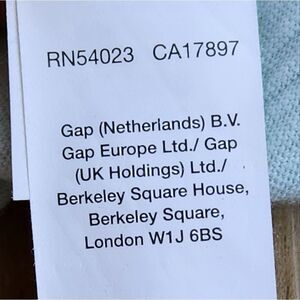 RN54023 CA17897
Gap (Netherlands) B.V.
Gap Europe Ltd./ Gap
(UK Holdings) Ltd./
Berkeley Square House,
Berkeley Square,
London W1J 6BS